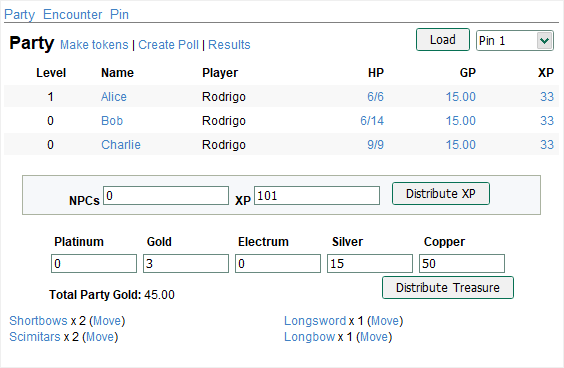 Party Encounter Pin
Party Make tokens | Create Poll | Results Load Pin 1
Level Name Player HP GP XP
1 Alice Rodrigo 6/6 15.00 33
0 Bob Rodrigo 6/14 15.00 33
0 Charlie Rodrigo 9/9 15.00 33
NPCs 0 XP 101 Distribute XP
Platinum Gold Electrum Silver Copper
0 3 0 15 50
Total Party Gold: 45.00 Distribute Treasure
Shortbows x 2 (Move) Longsword x 1 (Move)
Scimitars x 2 (Move) Longbow x 1 (Move)